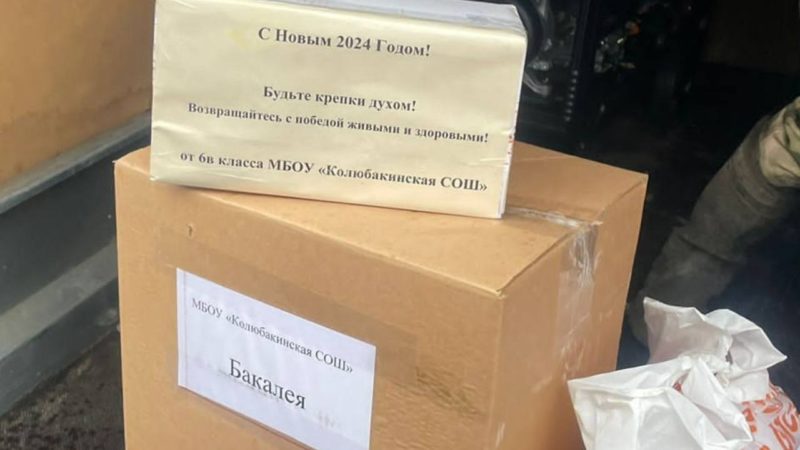 С Новым 2024 Годом!
Будьте крепки духом!
Возвращайтесь с победой живыми и здоровыми!
от 6в класса МБОУ «Колюбакинская СОШ»
МБОУ «Колюбакинская СОШ»
Бакалея